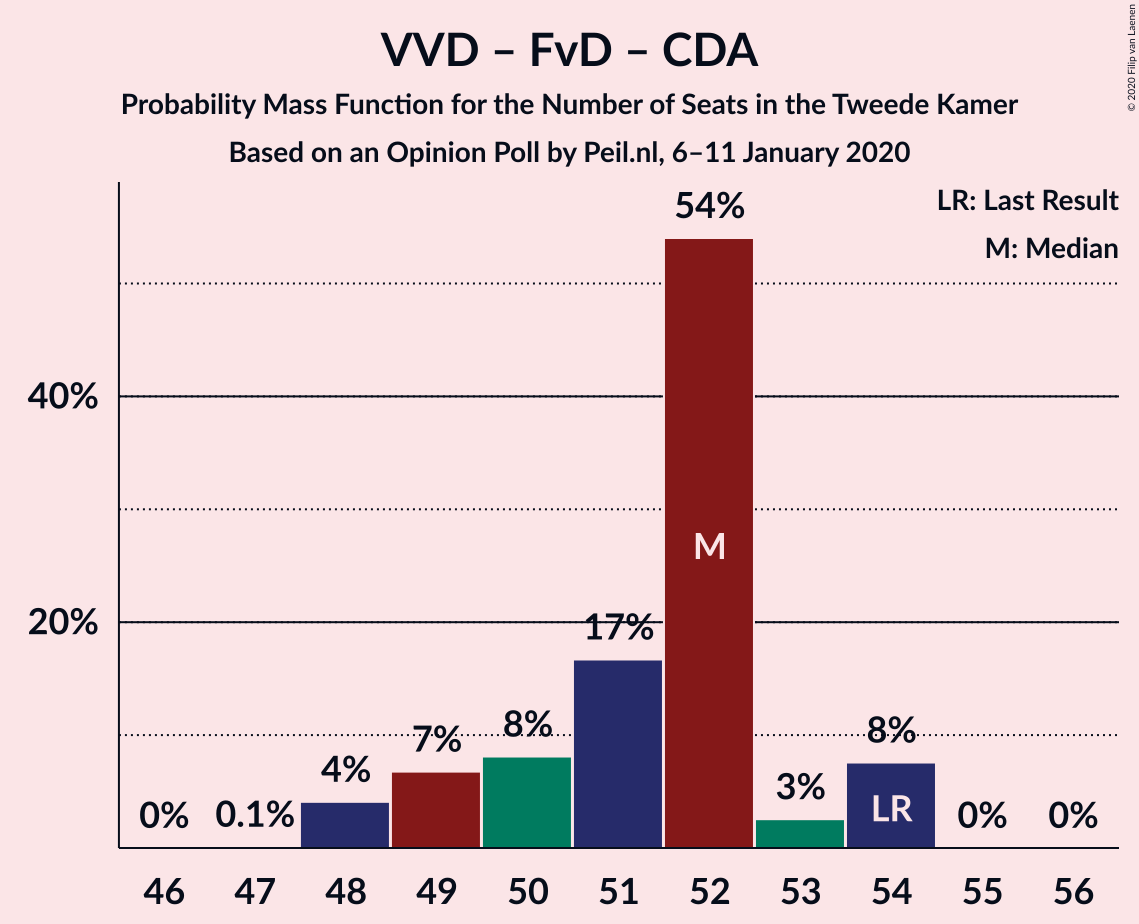 VVD – FvD – CDA
Probability Mass Function for the Number of Seats in the Tweede Kamer
Based on an Opinion Poll by Peil.nl, 6–11 January 2020
© 2020 Filip van Laenen
LR: Last Result
M: Median
40%
20%
0%
0.1%
4%
7%
8%
17%
54%
3%
8%
0%
0%
M
LR
46 47 48 49 50 51 52 53 54 55 56